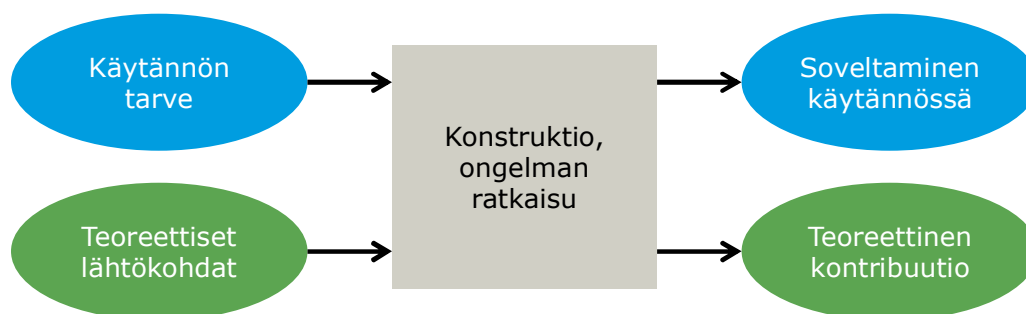 Käytännön
tarve
Konstruktio,
ongelman
ratkaisu
Soveltaminen
käytännössä
Teoreettiset
lähtökohdat
Teoreettinen
kontribuutio